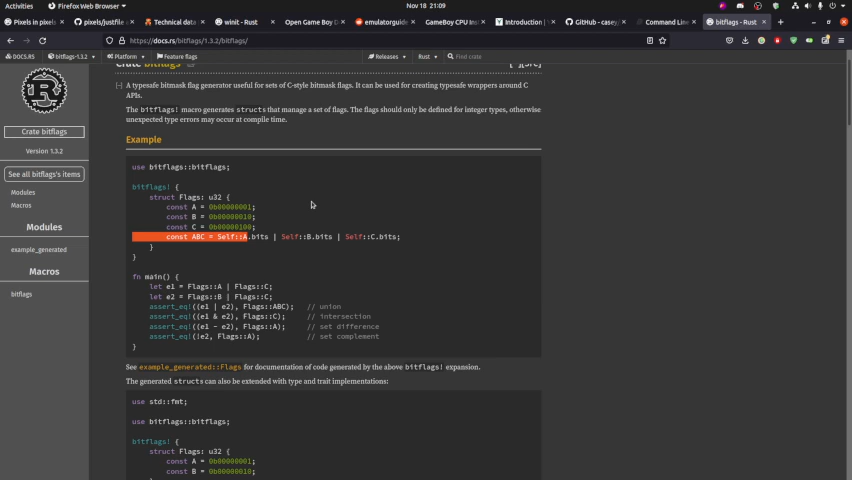 Activities
Firefox Web Browser
Nov 18 21:09
Pixels in pixels
pixels/justfile
Technical data
winit - Rust
Open Game Boy D
emulatorguide
GameBoy CPU
Introduction
GitHub - casey/
Command Line
bitflags - Rust
https://docs.rs/bitflags/1.3.2/bitflags/
DOCS.RS
bitflags-1.3.2
Platform
Feature flags
Releases
Rust
Find crate
Crate bitflags
[-][src]
Crate bitflags
Version 1.3.2
See all bitflags's items
Modules
Macros
Modules
example_generated
Macros
bitflags
[-] A typesafe bitmask flag generator useful for sets of C-style bitmask flags. It can be used for creating typesafe wrappers around C
APIs.
The bitflags! macro generates structs that manage a set of flags. The flags should only be defined for integer types, otherwise
unexpected type errors may occur at compile time.
Example
use bitflags::bitflags;
bitflags! {
struct Flags: u32 {
const A = 0b00000001;
const B = 0b00000010;
const C = 0b00000100;
const ABC = Self::A.bits | Self::B.bits | Self::C.bits;
}
}
fn main() {
let e1 = Flags::A | Flags::C;
let e2 = Flags::B | Flags::C;
assert_eq!((e1 | e2), Flags::ABC); // union
assert_eq!((e1 & e2), Flags::C); // intersection
assert_eq!((e1 - e2), Flags::A); // set difference
assert_eq!(!e2, Flags::A); // set complement
}
See example_generated::Flags for documentation of code generated by the above bitflags! expansion.
The generated structs can also be extended with type and trait implementations:
use std::fmt;
use bitflags::bitflags;
bitflags! {
struct Flags: u32 {
const A = 0b00000001;
const B = 0b00000010;